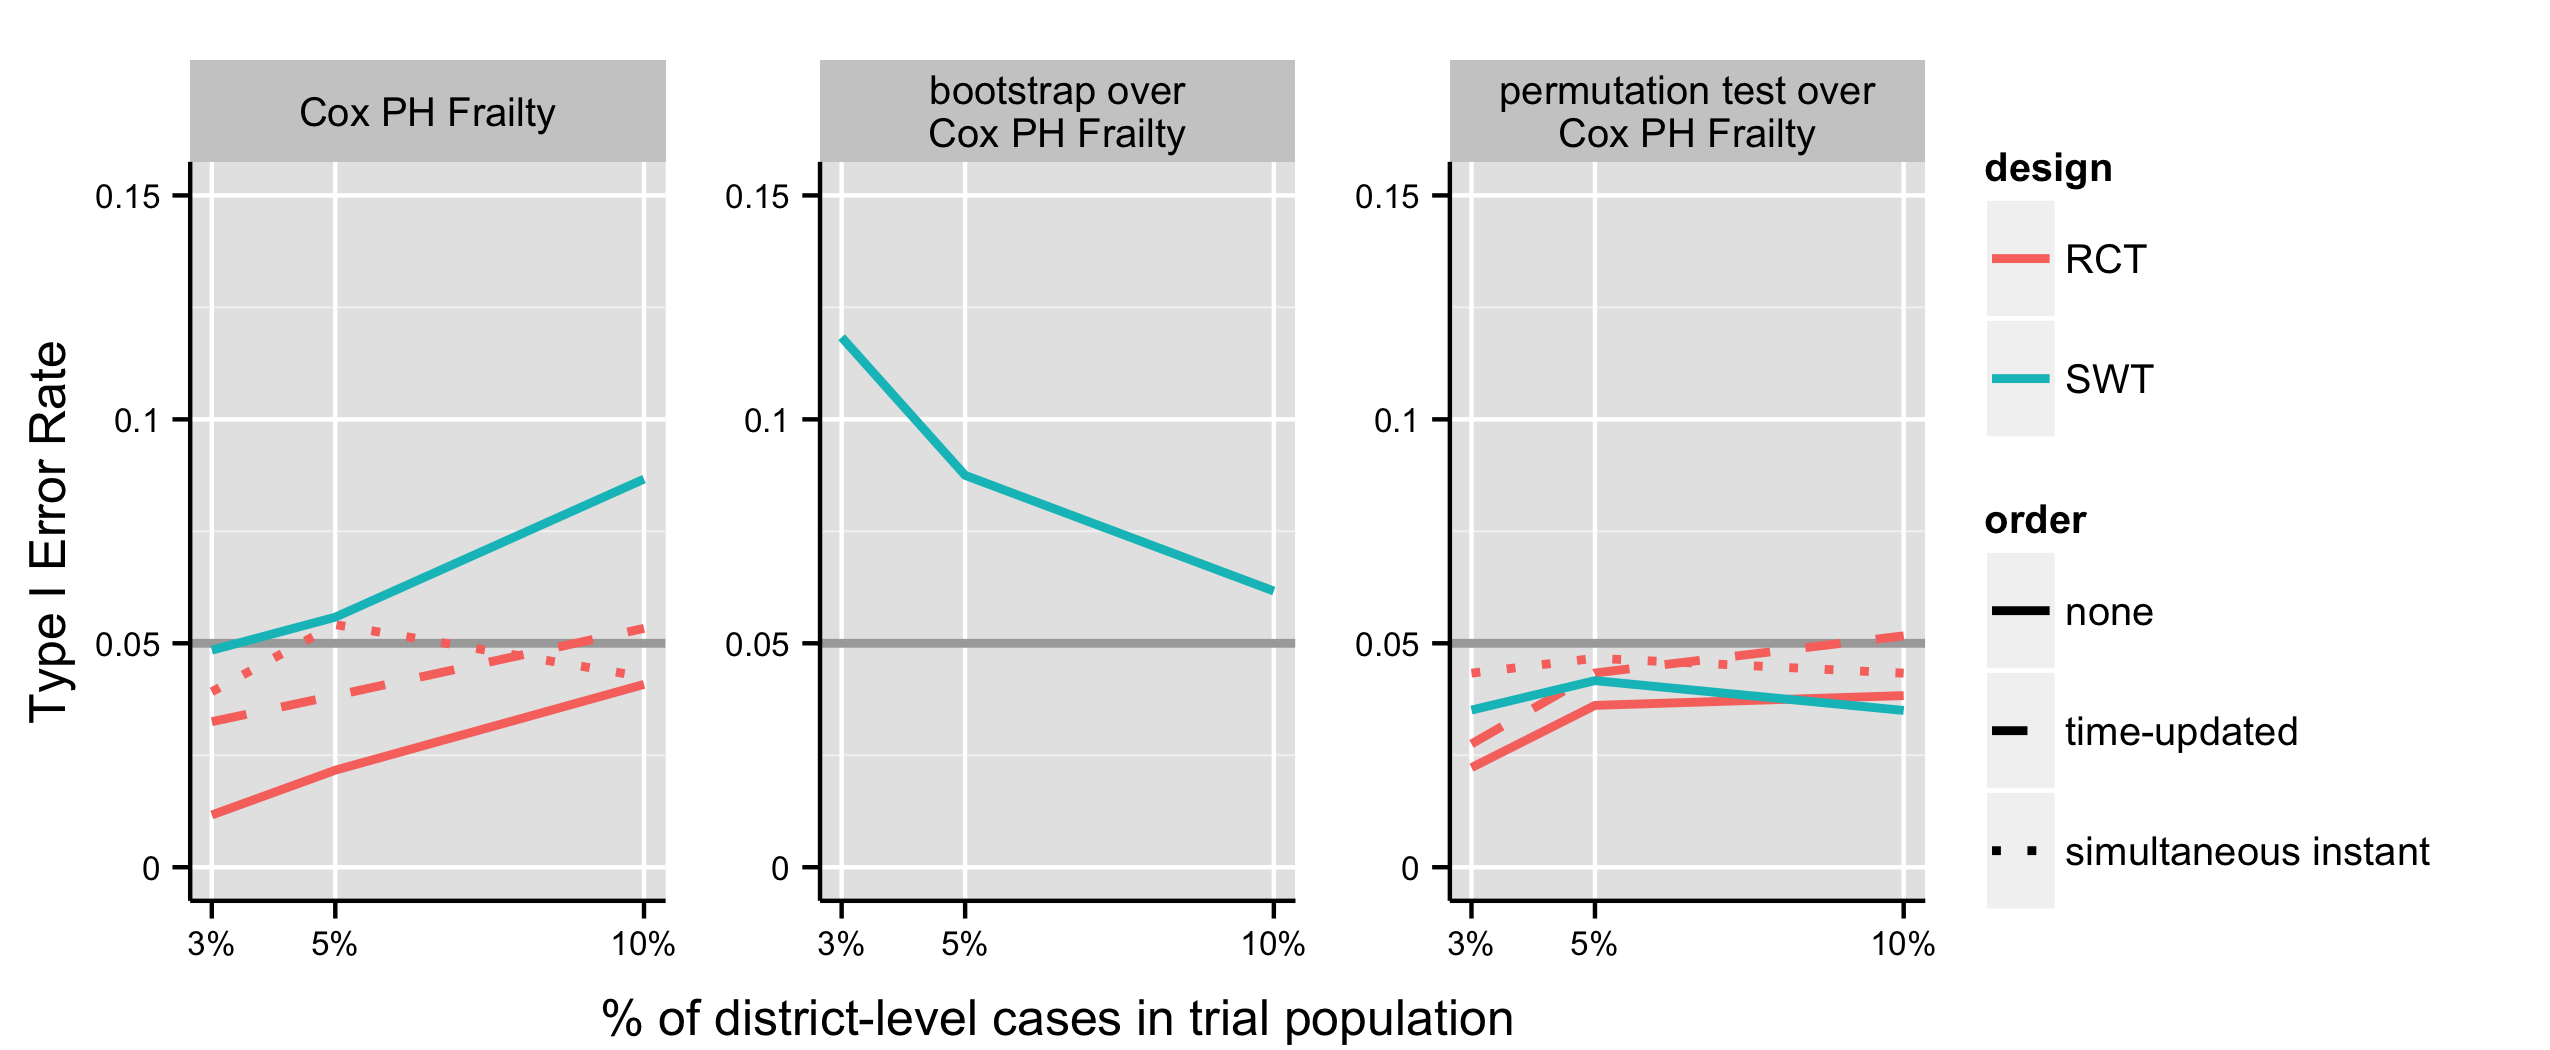 Cox PH Frailty
bootstrap over
Cox PH Frailty
permutation test over
Cox PH Frailty
Type I Error Rate
0.15
0.1
0.05
0
3%
5%
10%
0.15
0.1
0.05
0
3%
5%
10%
0.15
0.1
0.05
0
3%
5%
10%
% of district-level cases in trial population
design
RCT
SWT
order
none
time-updated
simultaneous instant